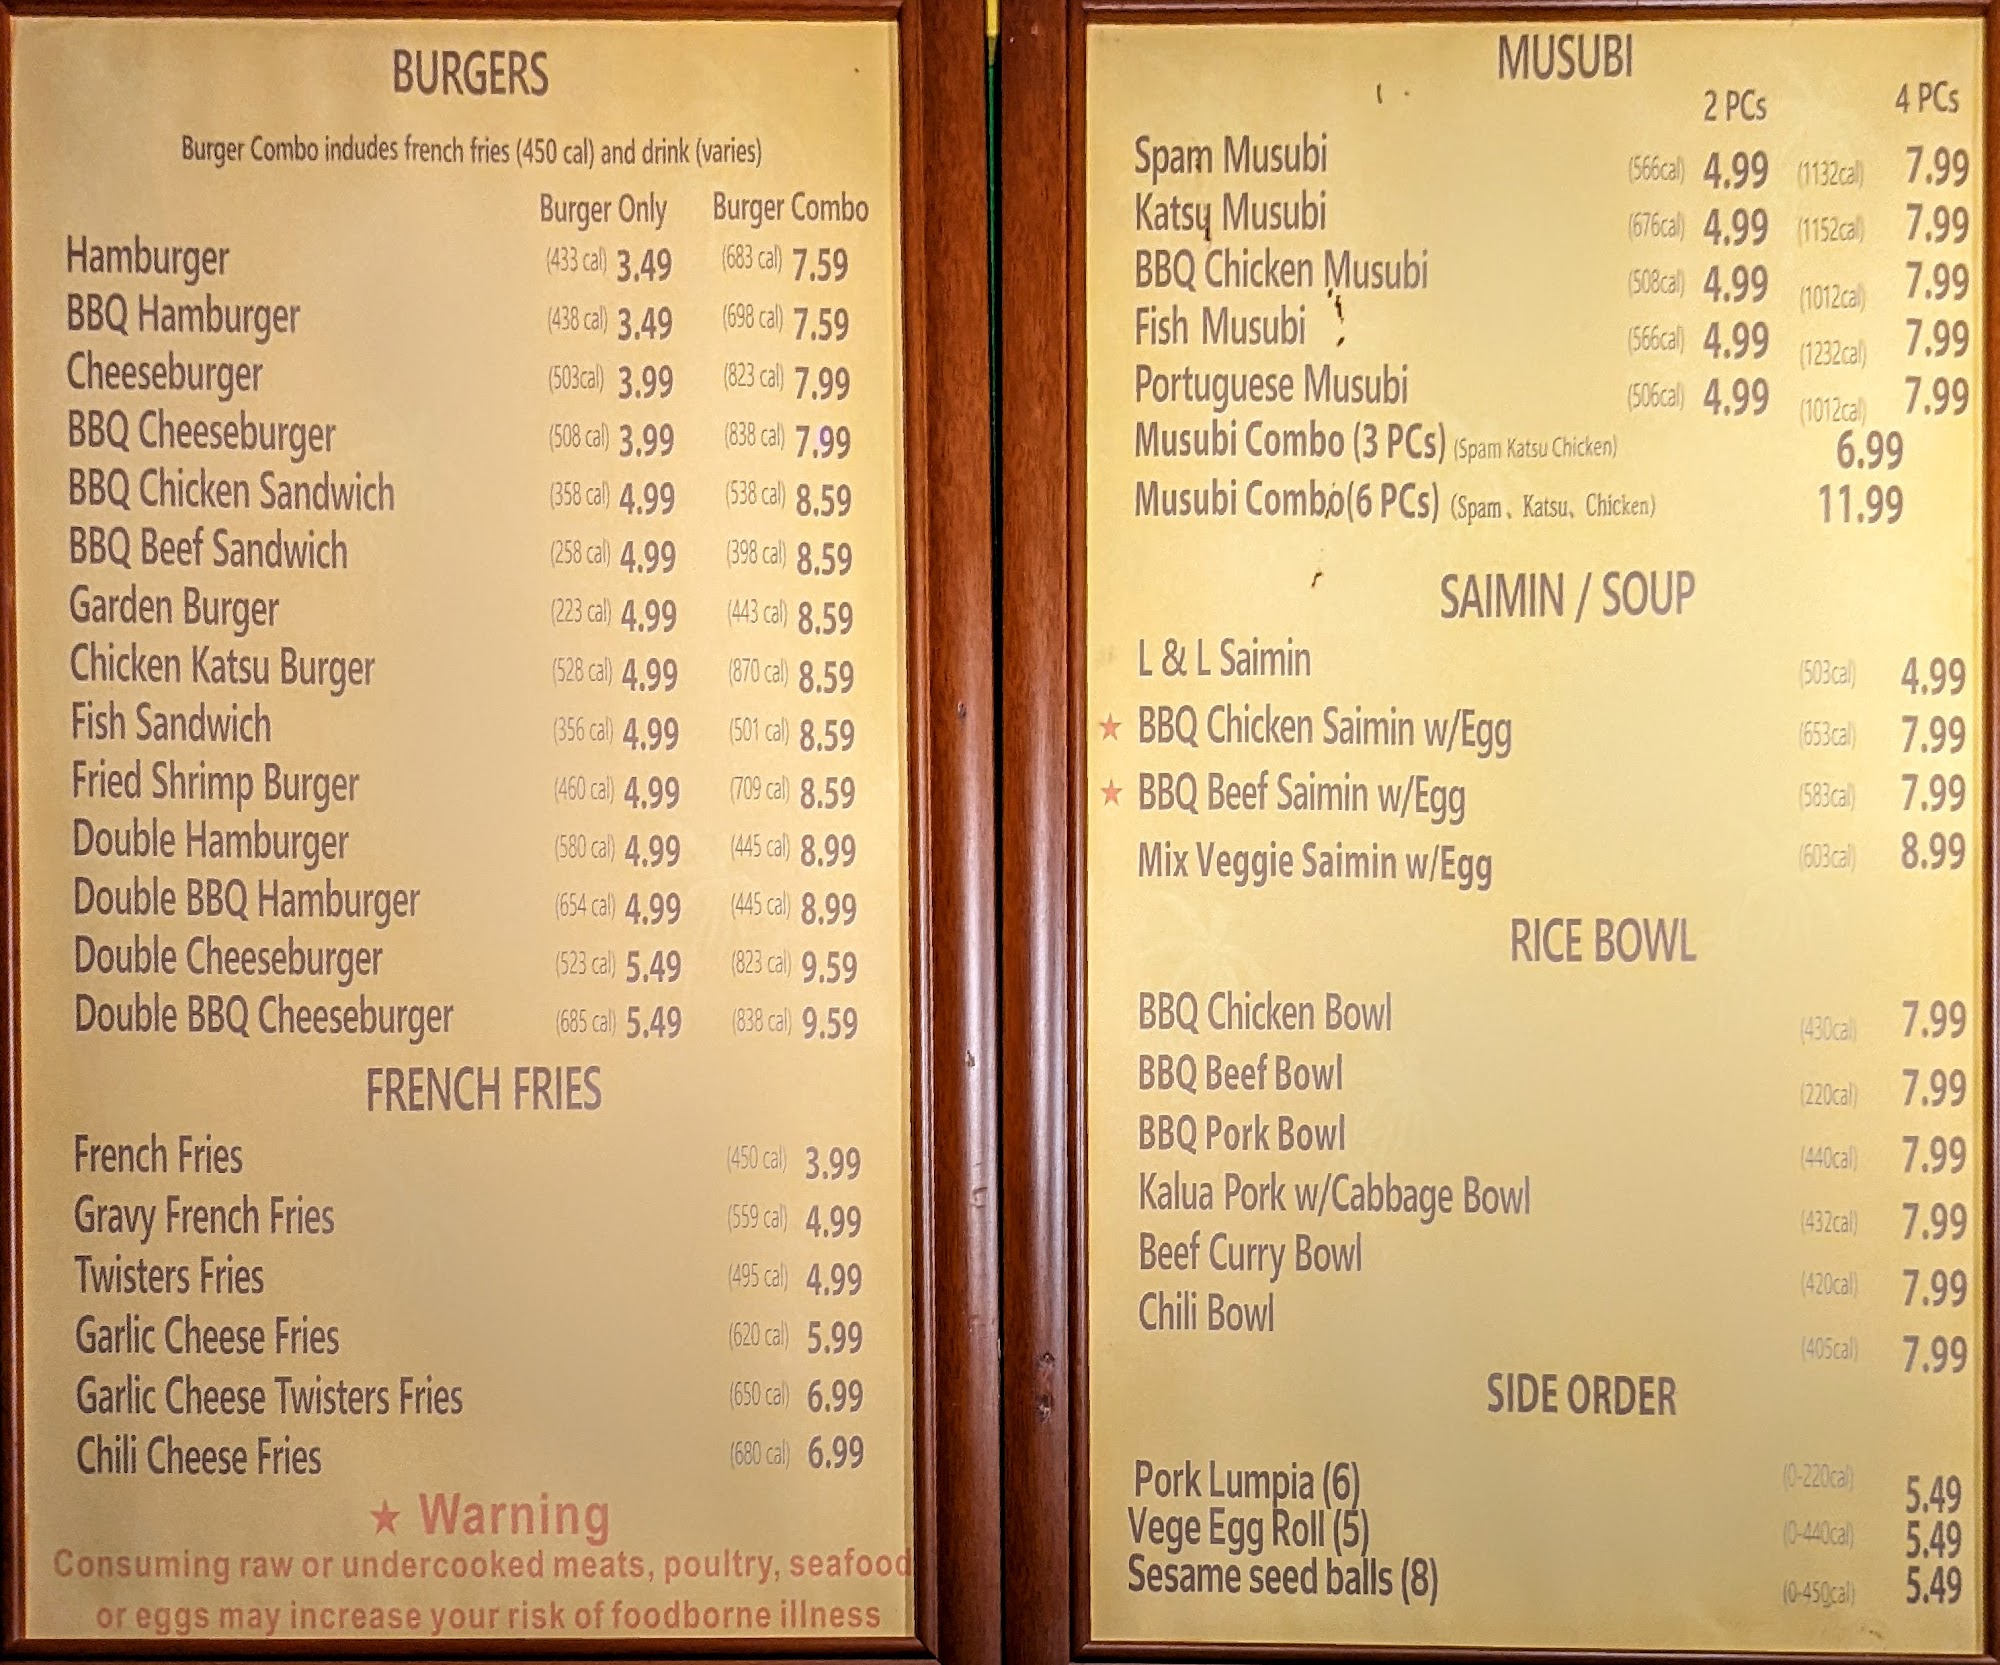 BURGERS
Burger Combo includes french fries (450 cal) and drink (varies)
Burger Only Burger Combo
Hamburger (433 cal) 3.49 (683 cal) 7.59
BBQ Hamburger (438 cal) 3.49 (698 cal) 7.59
Cheeseburger (503cal) 3.99 (823 cal) 7.99
BBQ Cheeseburger (508 cal) 3.99 (838 cal) 7.99
BBQ Chicken Sandwich (358 cal) 4.99 (538 cal) 8.59
BBQ Beef Sandwich (258 cal) 4.99 (398 cal) 8.59
Garden Burger (223 cal) 4.99 (443 cal) 8.59
Chicken Katsu Burger (528 cal) 4.99 (870 cal) 8.59
Fish Sandwich (356 cal) 4.99 (501 cal) 8.59
Fried Shrimp Burger (460 cal) 4.99 (709 cal) 8.59
Double Hamburger (580 cal) 4.99 (445 cal) 8.99
Double BBQ Hamburger (654 cal) 4.99 (445 cal) 8.99
Double Cheeseburger (523 cal) 5.49 (823 cal) 9.59
Double BBQ Cheeseburger (685 cal) 5.49 (838 cal) 9.59
FRENCH FRIES
French Fries (450 cal) 3.99
Gravy French Fries (559 cal) 4.99
Twisters Fries (495 cal) 4.99
Garlic Cheese Fries (620 cal) 5.99
Garlic Cheese Twisters Fries (650 cal) 6.99
Chili Cheese Fries (680 cal) 6.99
★ Warning
Consuming raw or undercooked meats, poultry, seafood
or eggs may increase your risk of foodborne illness
MUSUBI
2 PCs 4 PCs
Spam Musubi (566cal) 4.99 (1132cal) 7.99
Katsu Musubi (676cal) 4.99 (1152cal) 7.99
BBQ Chicken Musubi (508cal) 4.99 (1012cal) 7.99
Fish Musubi (566cal) 4.99 (1232cal) 7.99
Portuguese Musubi (506cal) 4.99 (1012cal) 7.99
Musubi Combo (3 PCs) (Spam Katsu Chicken) 6.99
Musubi Combo(6 PCs) (Spam、Katsu、Chicken) 11.99
SAIMIN / SOUP
L & L Saimin (503cal) 4.99
★ BBQ Chicken Saimin w/Egg (653cal) 7.99
★ BBQ Beef Saimin w/Egg (583cal) 7.99
Mix Veggie Saimin w/Egg (603cal) 8.99
RICE BOWL
BBQ Chicken Bowl (430cal) 7.99
BBQ Beef Bowl (220cal) 7.99
BBQ Pork Bowl (440cal) 7.99
Kalua Pork w/Cabbage Bowl (432cal) 7.99
Beef Curry Bowl (420cal) 7.99
Chili Bowl (405cal) 7.99
SIDE ORDER
Pork Lumpia (6) (0-220cal) 5.49
Vege Egg Roll (5) (0-440cal) 5.49
Sesame seed balls (8) (0-450cal) 5.49